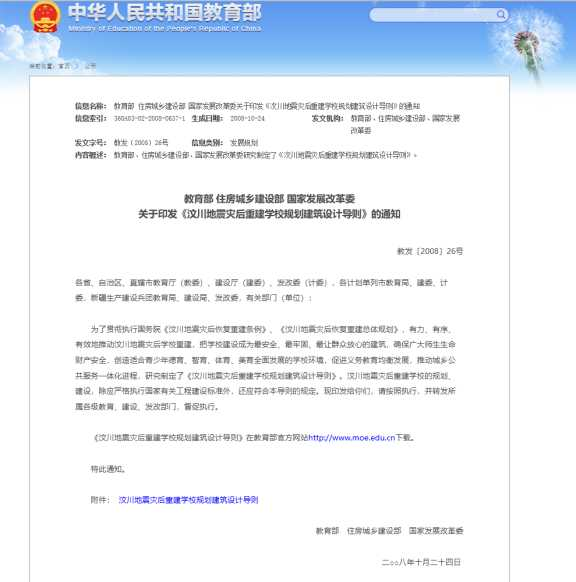 中华人民共和国教育部
Ministry of Education of the People's Republic of China
当前位置：首页 > 公开
信息名称： 教育部 住房城乡建设部 国家发展改革委关于印发《汶川地震灾后重建学校规划建筑设计导则》的通知
信息索引： 360A03-02-2008-0637-1 生成日期： 2008-10-24 发文机构： 教育部、住房城乡建设部、国家发展
改革委
发文字号： 教发〔2008〕26号 信息类别： 发展规划
内容概述： 教育部、住房城乡建设部、国家发展改革委研究制定了《汶川地震灾后重建学校规划建筑设计导则》。
教育部 住房城乡建设部 国家发展改革委
关于印发《汶川地震灾后重建学校规划建筑设计导则》的通知
教发〔2008〕26号
各省、自治区、直辖市教育厅（教委）、建设厅（建委）、发改委（计委），各计划单列市教育局、建委、计
委，新疆生产建设兵团教育局、建设局、发改委，有关部门（单位）：
为了贯彻执行国务院《汶川地震灾后恢复重建条例》、《汶川地震灾后恢复重建总体规划》，有力、有序、
有效地推动汶川地震灾后学校重建，把学校建设成为最安全、最牢固、最让群众放心的建筑，确保广大师生生命
财产安全，创造适合青少年德育、智育、体育、美育全面发展的学校环境，促进义务教育均衡发展，推动城乡公
共服务一体化进程，研究制定了《汶川地震灾后重建学校规划建筑设计导则》。汶川地震灾后重建学校的规划、
建设，除应严格执行国家有关工程建设标准外，还应符合本导则的规定。现印发给你们，请按照执行，并转发所
属各级教育、建设、发改部门，督促执行。
《汶川地震灾后重建学校规划建筑设计导则》在教育部官方网站http://www.moe.edu.cn下载。
特此通知。
附件： 汶川地震灾后重建学校规划建筑设计导则
教育部 住房城乡建设部 国家发展改革委
二○○八年十月二十四日